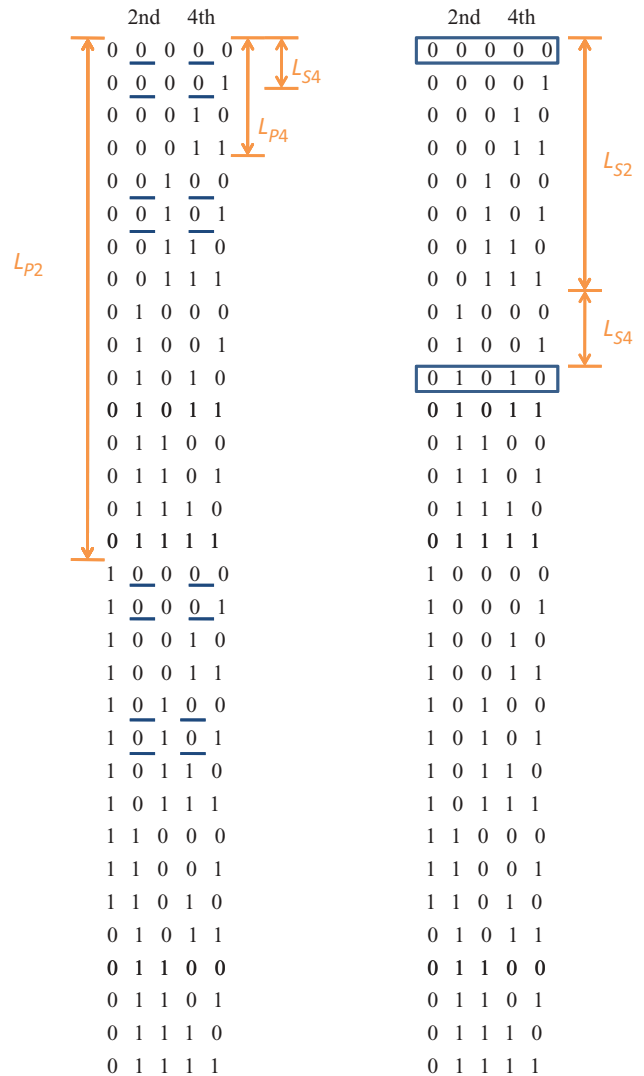 2nd 4th 2nd 4th
0 0 0 0 0 0 0 0 0 0
0 0 0 0 1 0 0 0 0 1
0 0 0 1 0 0 0 0 1 0
0 0 0 1 1 0 0 0 1 1
0 0 1 0 0 0 0 1 0 0
0 0 1 0 1 0 0 1 0 1
0 0 1 1 0 0 0 1 1 0
0 0 1 1 1 0 0 1 1 1
0 1 0 0 0 0 1 0 0 0
0 1 0 0 1 0 1 0 0 1
0 1 0 1 0 0 1 0 1 0
0 1 0 1 1 0 1 0 1 1
0 1 1 0 0 0 1 1 0 0
0 1 1 0 1 0 1 1 0 1
0 1 1 1 0 0 1 1 1 0
0 1 1 1 1 0 1 1 1 1
1 0 0 0 0 1 0 0 0 0
1 0 0 0 1 1 0 0 0 1
1 0 0 1 0 1 0 0 1 0
1 0 0 1 1 1 0 0 1 1
1 0 1 0 0 1 0 1 0 0
1 0 1 0 1 1 0 1 0 1
1 0 1 1 0 1 0 1 1 0
1 0 1 1 1 1 0 1 1 1
1 1 0 0 0 1 1 0 0 0
1 1 0 0 1 1 1 0 0 1
1 1 0 1 0 1 1 0 1 0
0 1 0 1 1 0 1 0 1 1
0 1 1 0 0 0 1 1 0 0
0 1 1 0 1 0 1 1 0 1
0 1 1 1 0 0 1 1 1 0
0 1 1 1 1 0 1 1 1 1
LS4
LP4
LP2
LS2
LS4